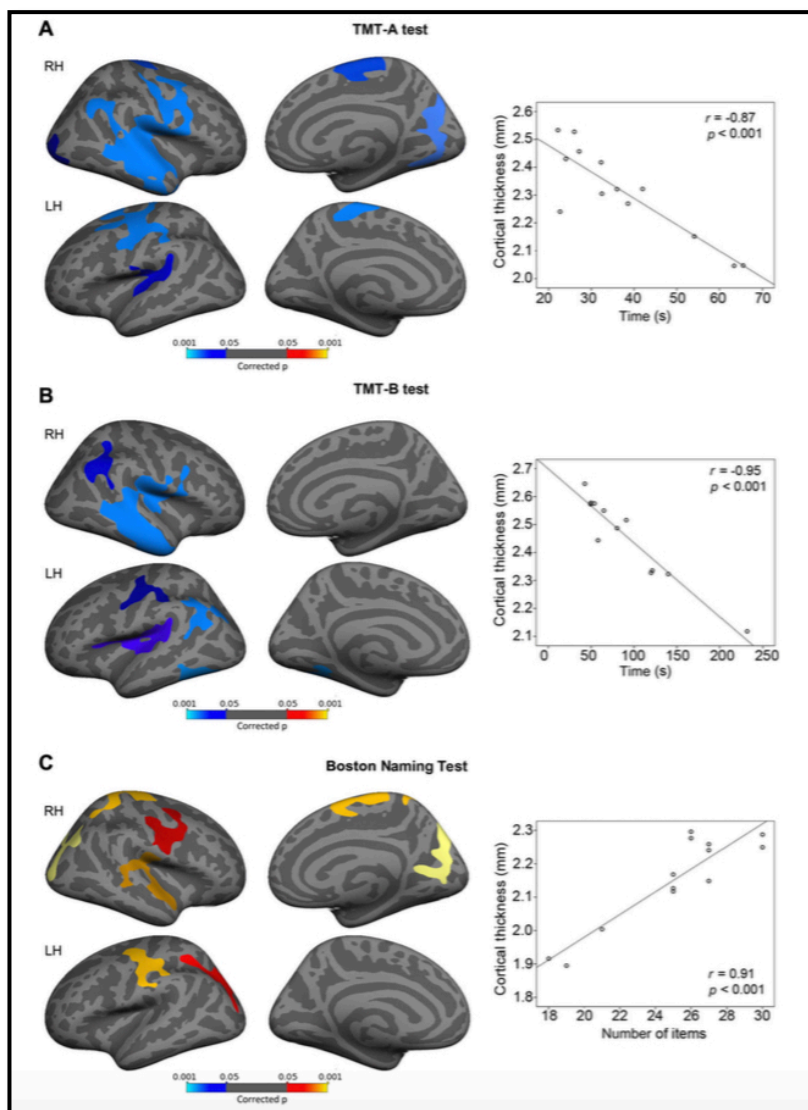 A
TMT-A test
RH
LH
0.001 0.05 0.05 0.001
Corrected p
Cortical thickness (mm)
2.6
2.5
2.4
2.3
2.2
2.1
2.0
r = -0.87
p < 0.001
20 30 40 50 60 70
Time (s)
B
TMT-B test
RH
LH
0.001 0.05 0.05 0.001
Corrected p
Cortical thickness (mm)
2.7
2.6
2.5
2.4
2.3
2.2
2.1
r = -0.95
p < 0.001
0 50 100 150 200 250
Time (s)
C
Boston Naming Test
RH
LH
0.001 0.05 0.05 0.001
Corrected p
Cortical thickness (mm)
2.3
2.2
2.1
2.0
1.9
1.8
r = 0.91
p < 0.001
18 20 22 24 26 28 30
Number of items